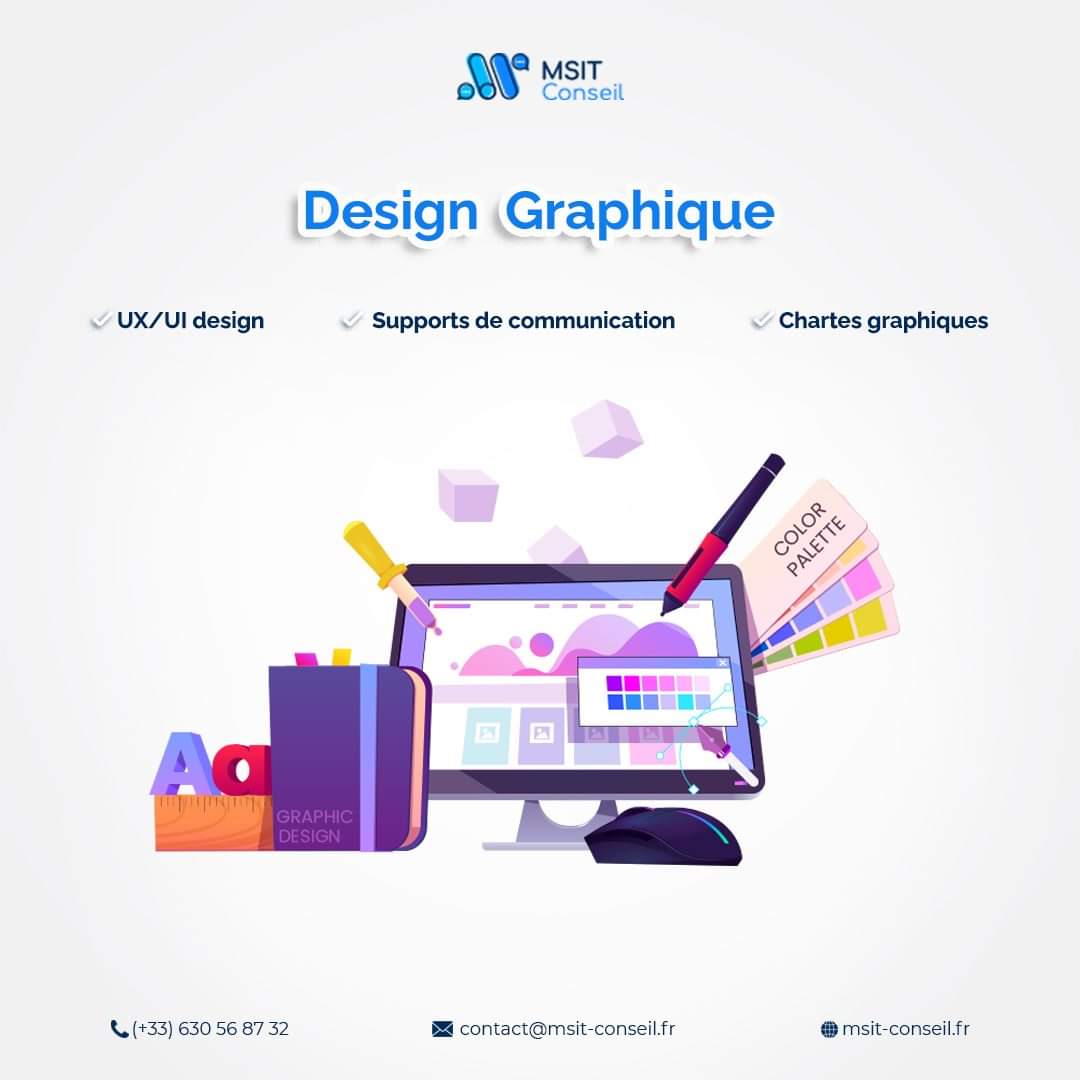 MSIT
Conseil
Design Graphique
UX/UI design
Supports de communication
Chartes graphiques
COLOR
PALETTE
Aa
GRAPHIC
DESIGN
(+33) 630 56 87 32
contact@msit-conseil.fr
msit-conseil.fr